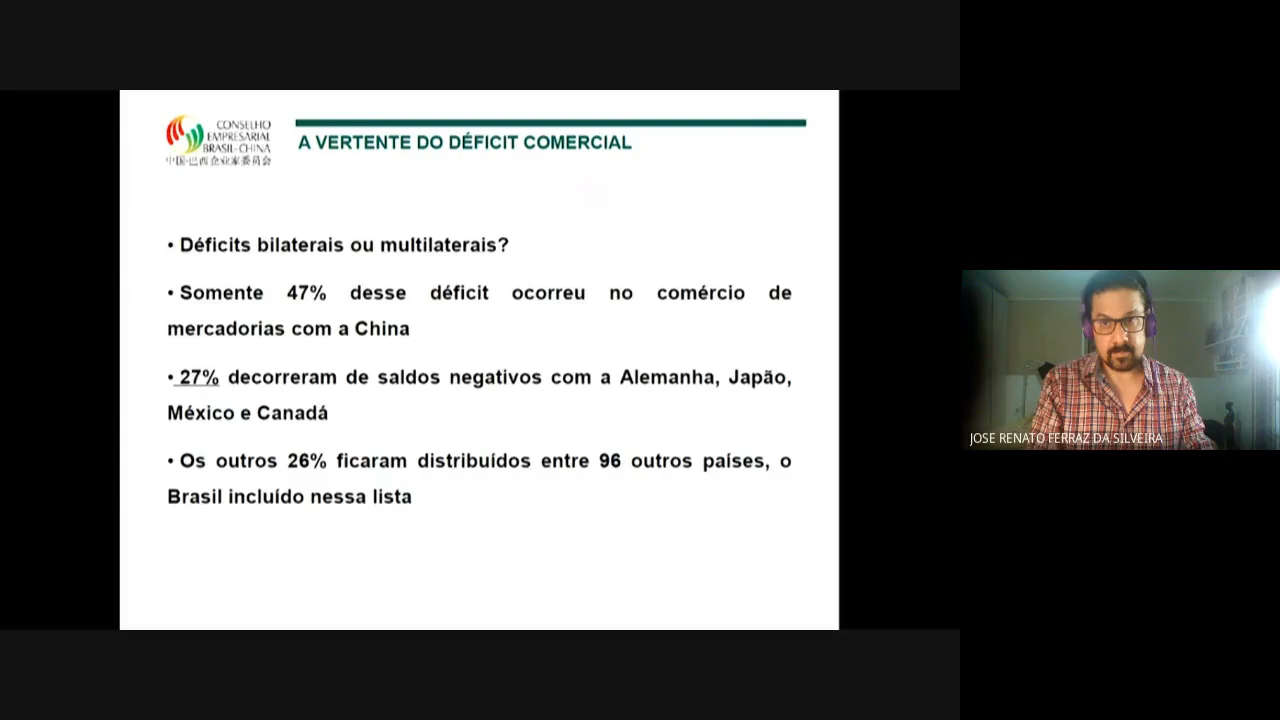 CONSELHO
EMPRESARIAL
BRASIL-CHINA
中国-巴西企业家委员会
A VERTENTE DO DÉFICIT COMERCIAL
• Déficits bilaterais ou multilaterais?
• Somente 47% desse déficit ocorreu no comércio de
mercadorias com a China
• 27% decorreram de saldos negativos com a Alemanha, Japão,
México e Canadá
• Os outros 26% ficaram distribuídos entre 96 outros países, o
Brasil incluído nessa lista
JOSE RENATO FERRAZ DA SILVEIRA